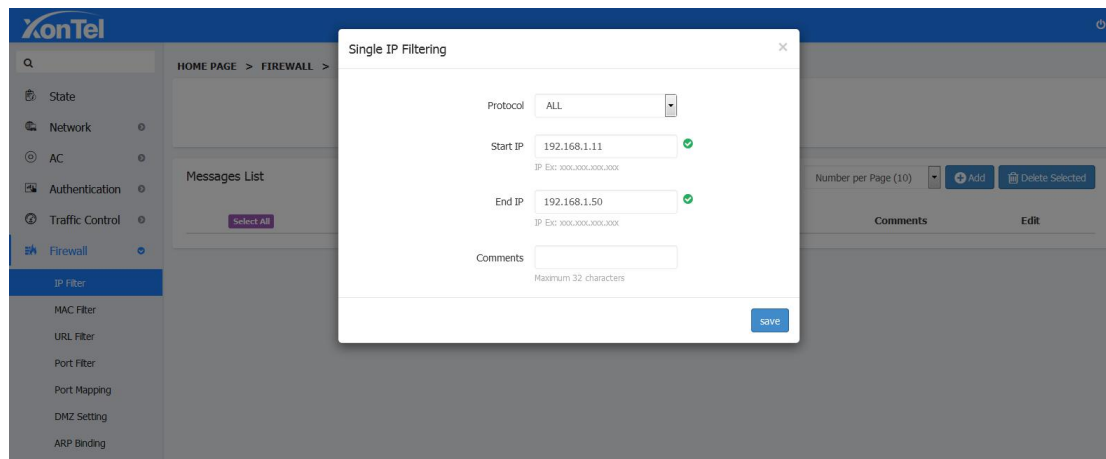 XonTel
Single IP Filtering
×
HOME PAGE > FIREWALL >
State
Network
AC
Authentication
Traffic Control
Firewall
IP Filter
MAC Filter
URL Filter
Port Filter
Port Mapping
DMZ Setting
ARP Binding
Protocol ALL
Start IP 192.168.1.11
IP Ex: xxx.xxx.xxx.xxx
End IP 192.168.1.50
IP Ex: xxx.xxx.xxx.xxx
Comments
Maximum 32 characters
save
Messages List
Number per Page (10) Add Delete Selected
Select All Comments Edit